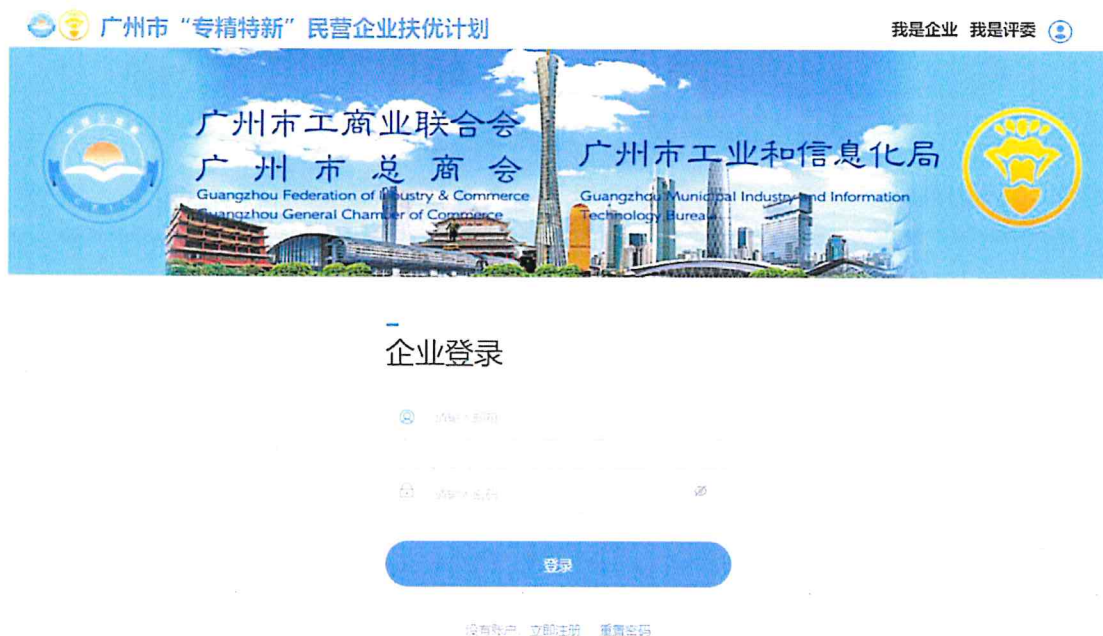 广州市“专精特新”民营企业扶优计划
我是企业 我是评委
广州市工商业联合会
广州市总商会
Guangzhou Federation of Industry & Commerce
Guangzhou General Chamber of Commerce
广州市工业和信息化局
Guangzhou Municipal Industry and Information
Technology Bureau
企业登录
登录
没有账户 立即注册 重置密码